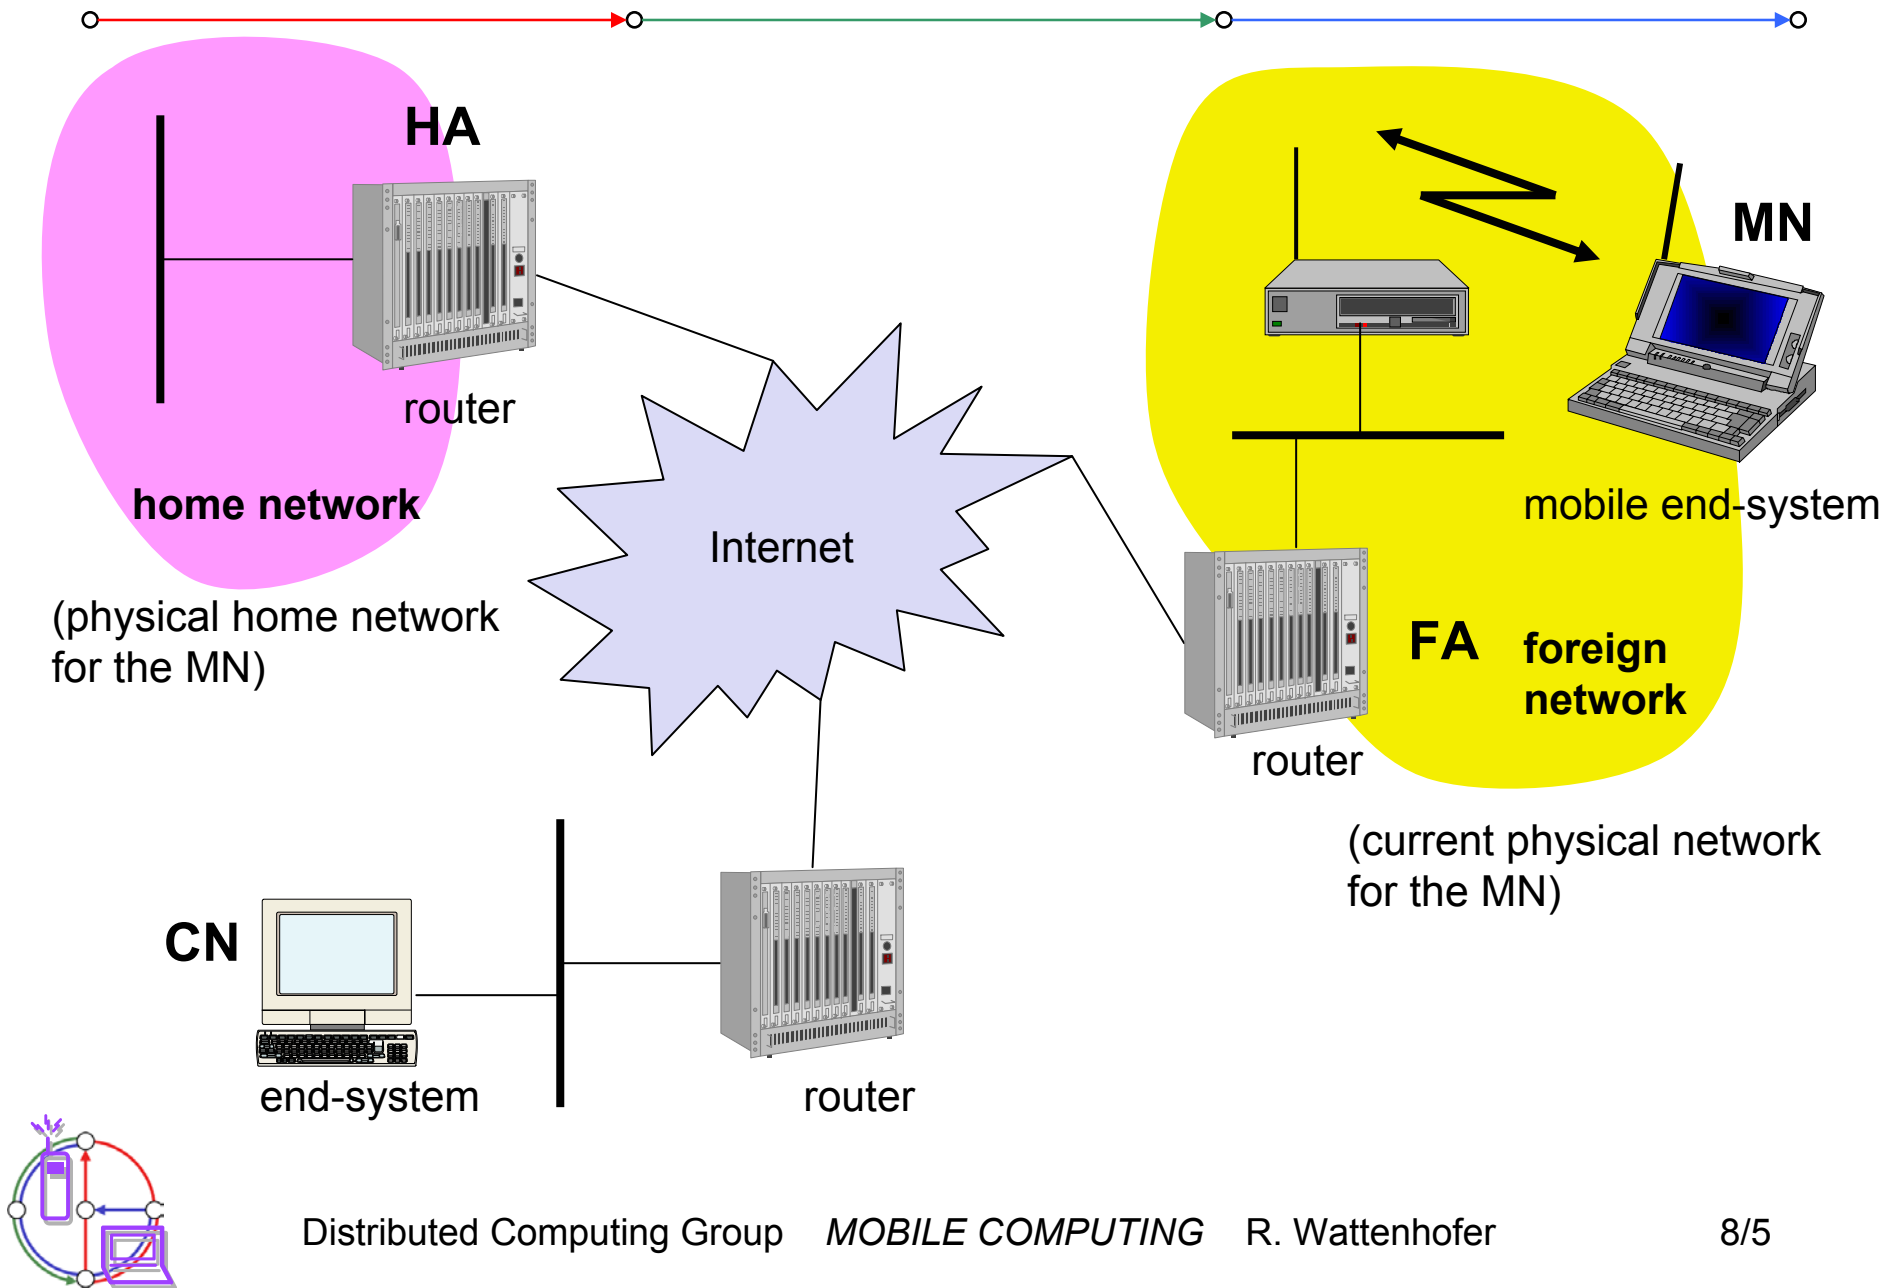 HA
router
home network
(physical home network
for the MN)
Internet
MN
mobile end-system
FA
foreign
network
router
(current physical network
for the MN)
CN
end-system
router
Distributed Computing Group MOBILE COMPUTING R. Wattenhofer 8/5